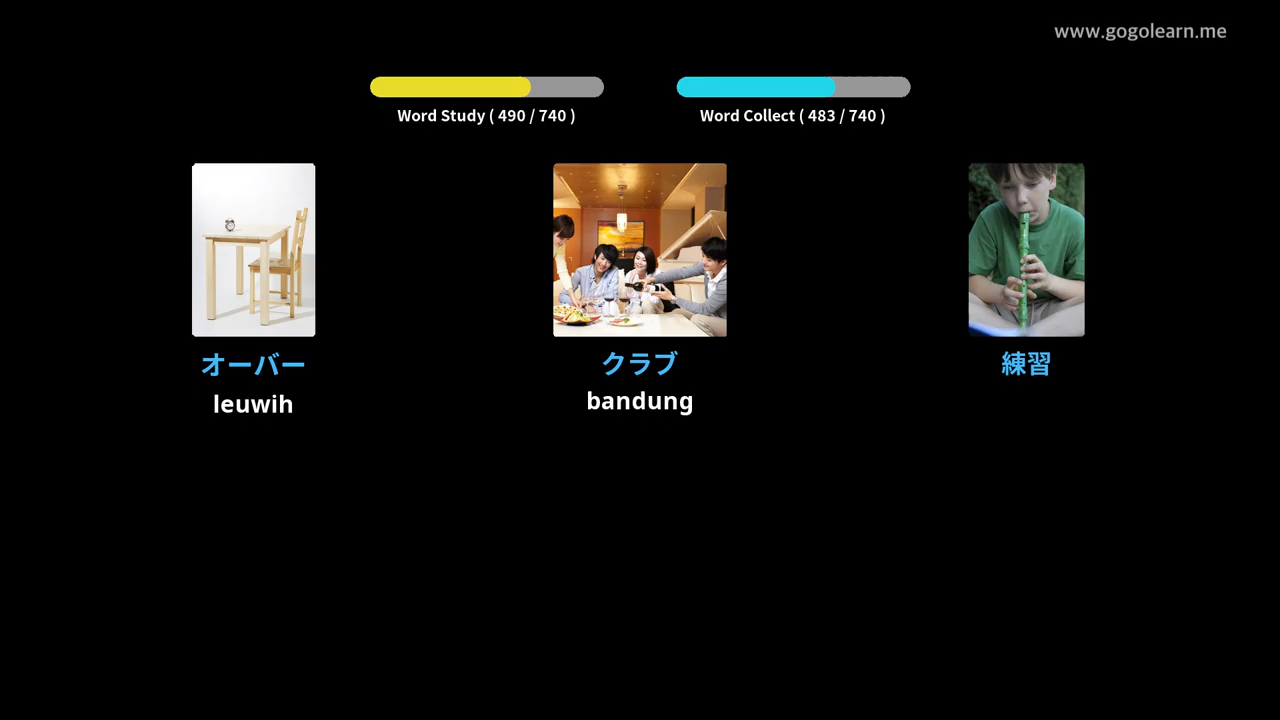 www.gogolearn.me
Word Study ( 490 / 740 )
Word Collect ( 483 / 740 )
オーバー
クラブ
練習
leuwih
bandung